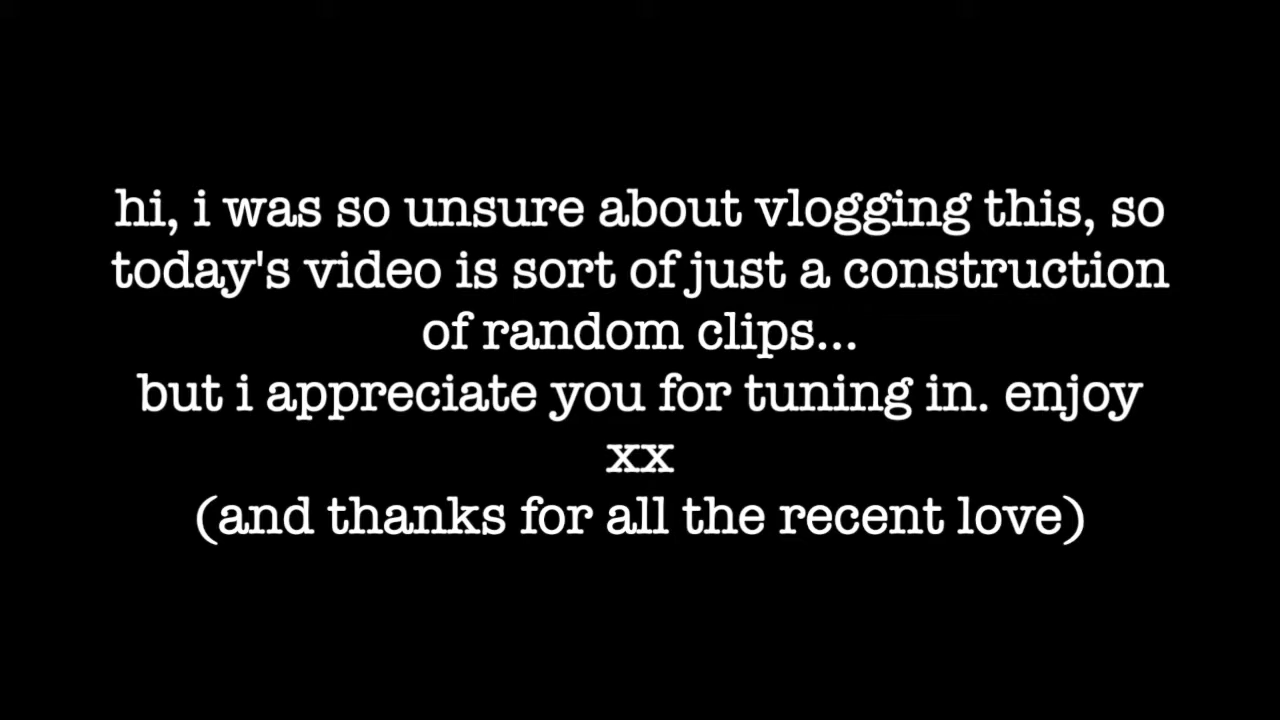 hi, i was so unsure about vlogging this, so
today's video is sort of just a construction
of random clips...
but i appreciate you for tuning in. enjoy
xx
(and thanks for all the recent love)